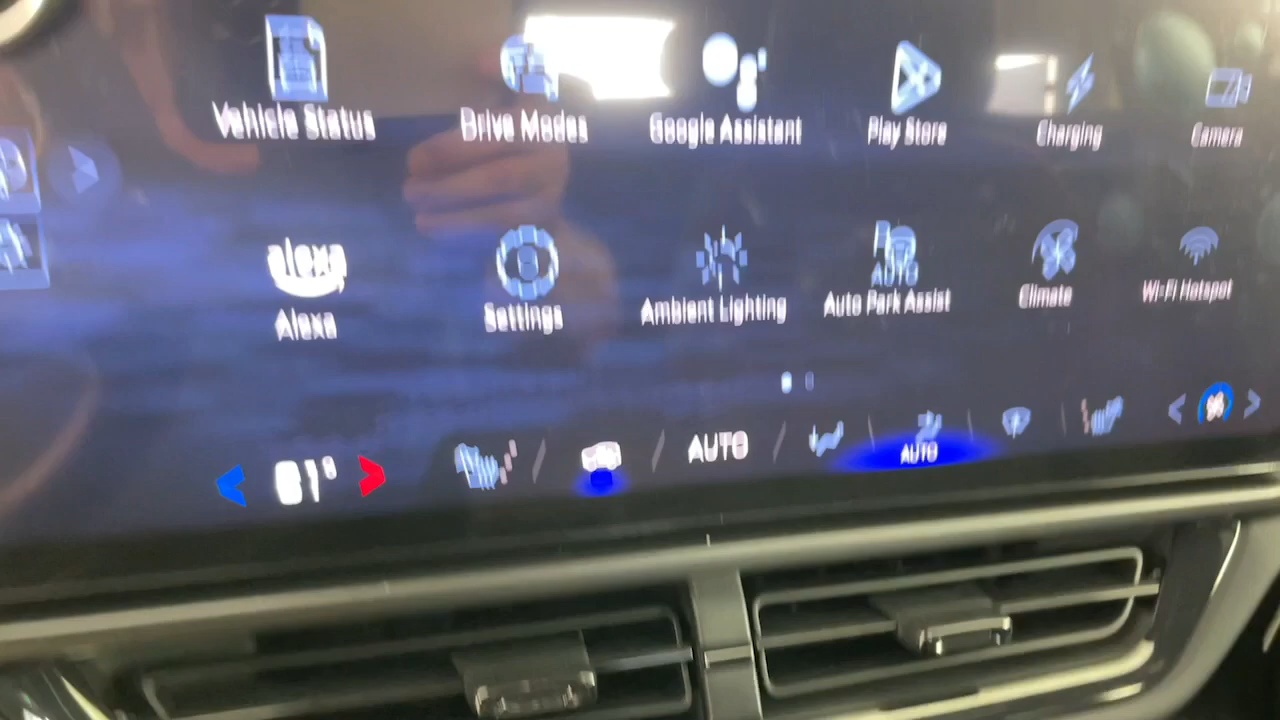 Vehicle Status
Drive Modes
Google Assistant
Play Store
Charging
Camera
alexa
Alexa
Settings
Ambient Lighting
AUTO
Auto Park Assist
Climate
Wi-Fi Hotspot
AUTO
AUTO